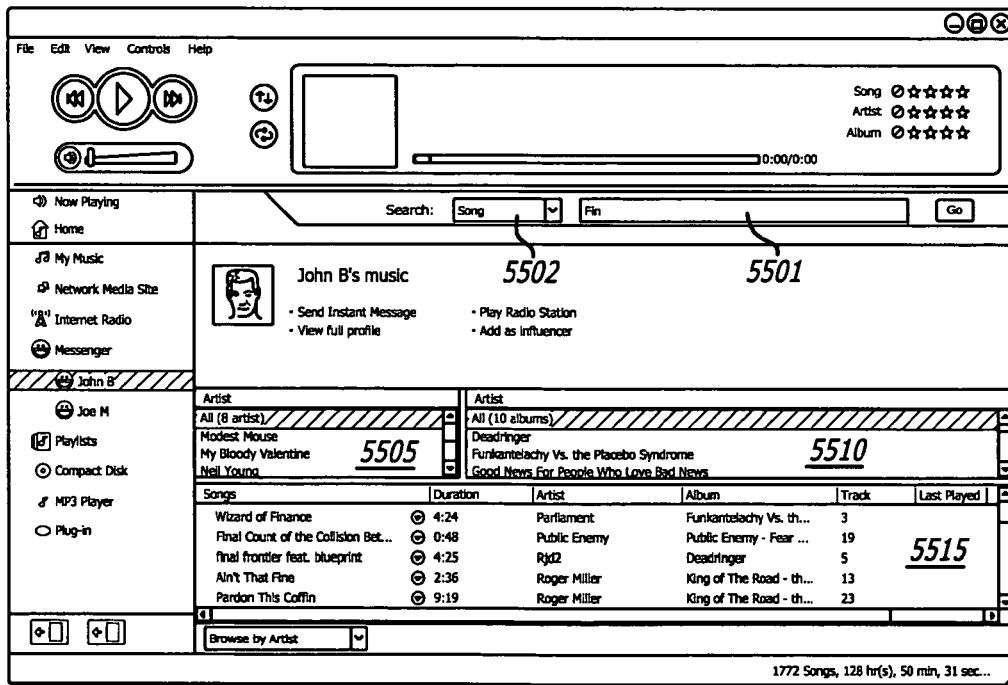 File Edit View Controls Help
Song
Artist
Album
0:00/0:00
Now Playing
Home
Search: Song Fin Go
5502 5501
My Music
Network Media Site
Internet Radio
Messenger
John B
Joe M
Playlists
Compact Disk
MP3 Player
Plug-in
John B's music
• Send Instant Message • Play Radio Station
• View full profile • Add as influencer
Artist
All (8 artist)
Modest Mouse
My Bloody Valentine
Neil Young
5505
Artist
All (10 albums)
Deadringer
Funkantelachy Vs. the Placebo Syndrome
Good News For People Who Love Bad News
5510
Songs Duration Artist Album Track Last Played
Wizard of Finance 4:24 Parliament Funkantelachy Vs. th... 3
Final Count of the Collision Bet... 0:48 Public Enemy Public Enemy - Fear ... 19
final frontier feat. blueprint 4:25 Rjd2 Deadringer 5
Ain't That Fine 2:36 Roger Miller King of The Road - th... 13
Pardon This Coffin 9:19 Roger Miller King of The Road - th... 23
5515
Browse by Artist
1772 Songs, 128 hr(s), 50 min, 31 sec...